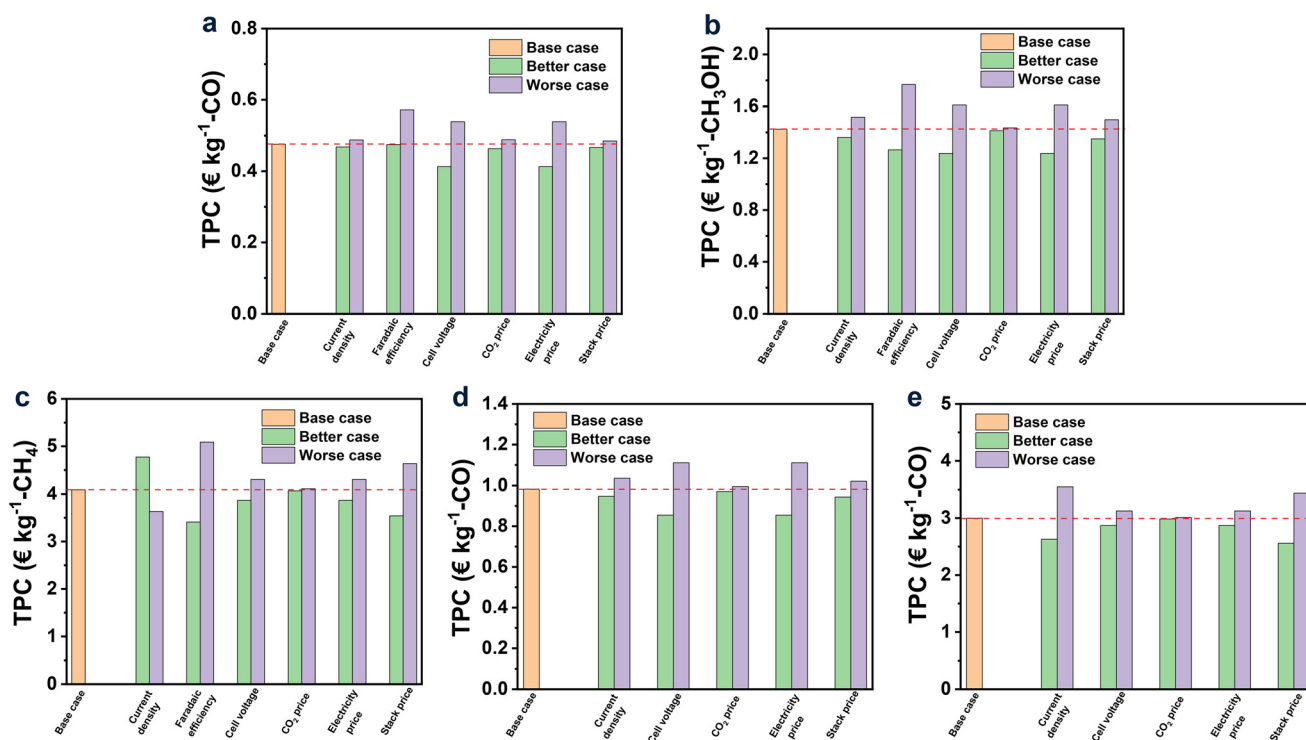 a
TPC (€ kg⁻¹-CO)
0.8
0.6
0.4
0.2
0.0
Base case
Better case
Worse case
Base case
Current density
Faradaic efficiency
Cell voltage
CO₂ price
Electricity price
Stack price
b
TPC (€ kg⁻¹-CH₃OH)
2.0
1.6
1.2
0.8
0.4
0.0
Base case
Better case
Worse case
Base case
Current density
Faradaic efficiency
Cell voltage
CO₂ price
Electricity price
Stack price
c
TPC (€ kg⁻¹-CH₄)
6
5
4
3
2
1
0
Base case
Better case
Worse case
Base case
Current density
Faradaic efficiency
Cell voltage
CO₂ price
Electricity price
Stack price
d
TPC (€ kg⁻¹-CO)
1.4
1.2
1.0
0.8
0.6
0.4
0.2
0.0
Base case
Better case
Worse case
Base case
Current density
Cell voltage
CO₂ price
Electricity price
Stack price
e
TPC (€ kg⁻¹-CO)
5
4
3
2
1
0
Base case
Better case
Worse case
Base case
Current density
Cell voltage
CO₂ price
Electricity price
Stack price